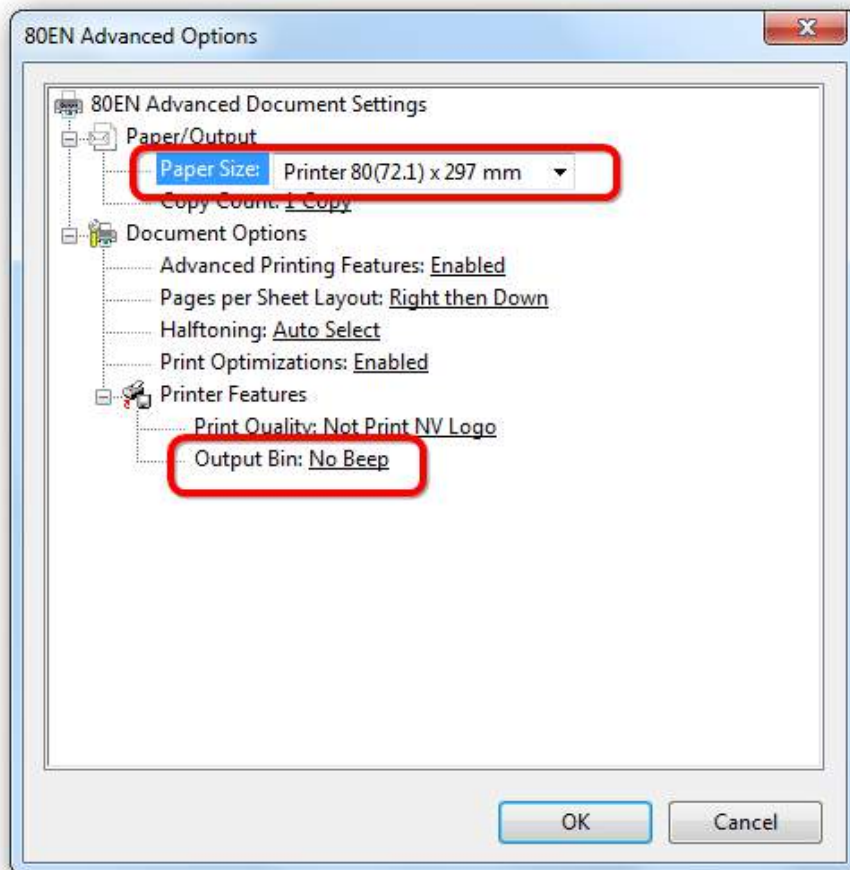 80EN Advanced Options
80EN Advanced Document Settings
Paper/Output
Paper Size: Printer 80(72.1) x 297 mm
Copy Count: 1 Copy
Document Options
Advanced Printing Features: Enabled
Pages per Sheet Layout: Right then Down
Halftoning: Auto Select
Print Optimizations: Enabled
Printer Features
Print Quality: Not Print NV Logo
Output Bin: No Beep
OK Cancel